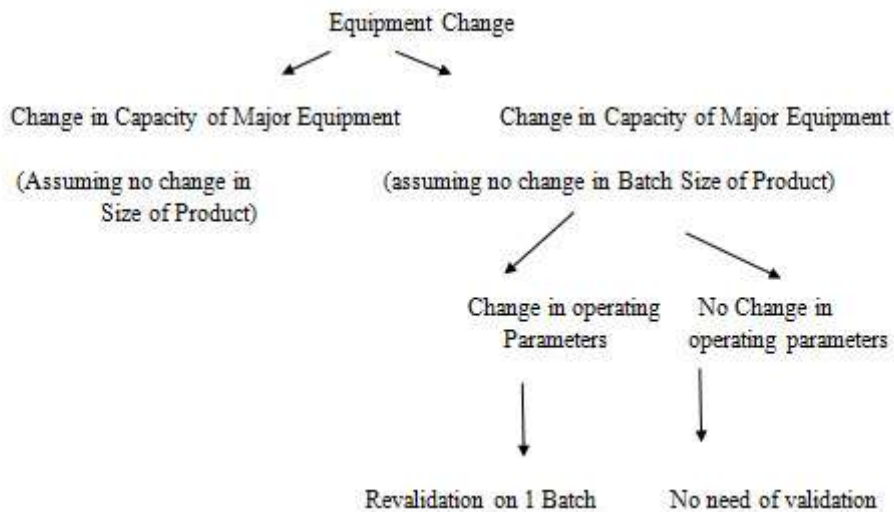 Equipment Change
Change in Capacity of Major Equipment
Change in Capacity of Major Equipment
(Assuming no change in
Size of Product)
(assuming no change in Batch Size of Product)
Change in operating
Parameters
No Change in
operating parameters
Revalidation on 1 Batch
No need of validation